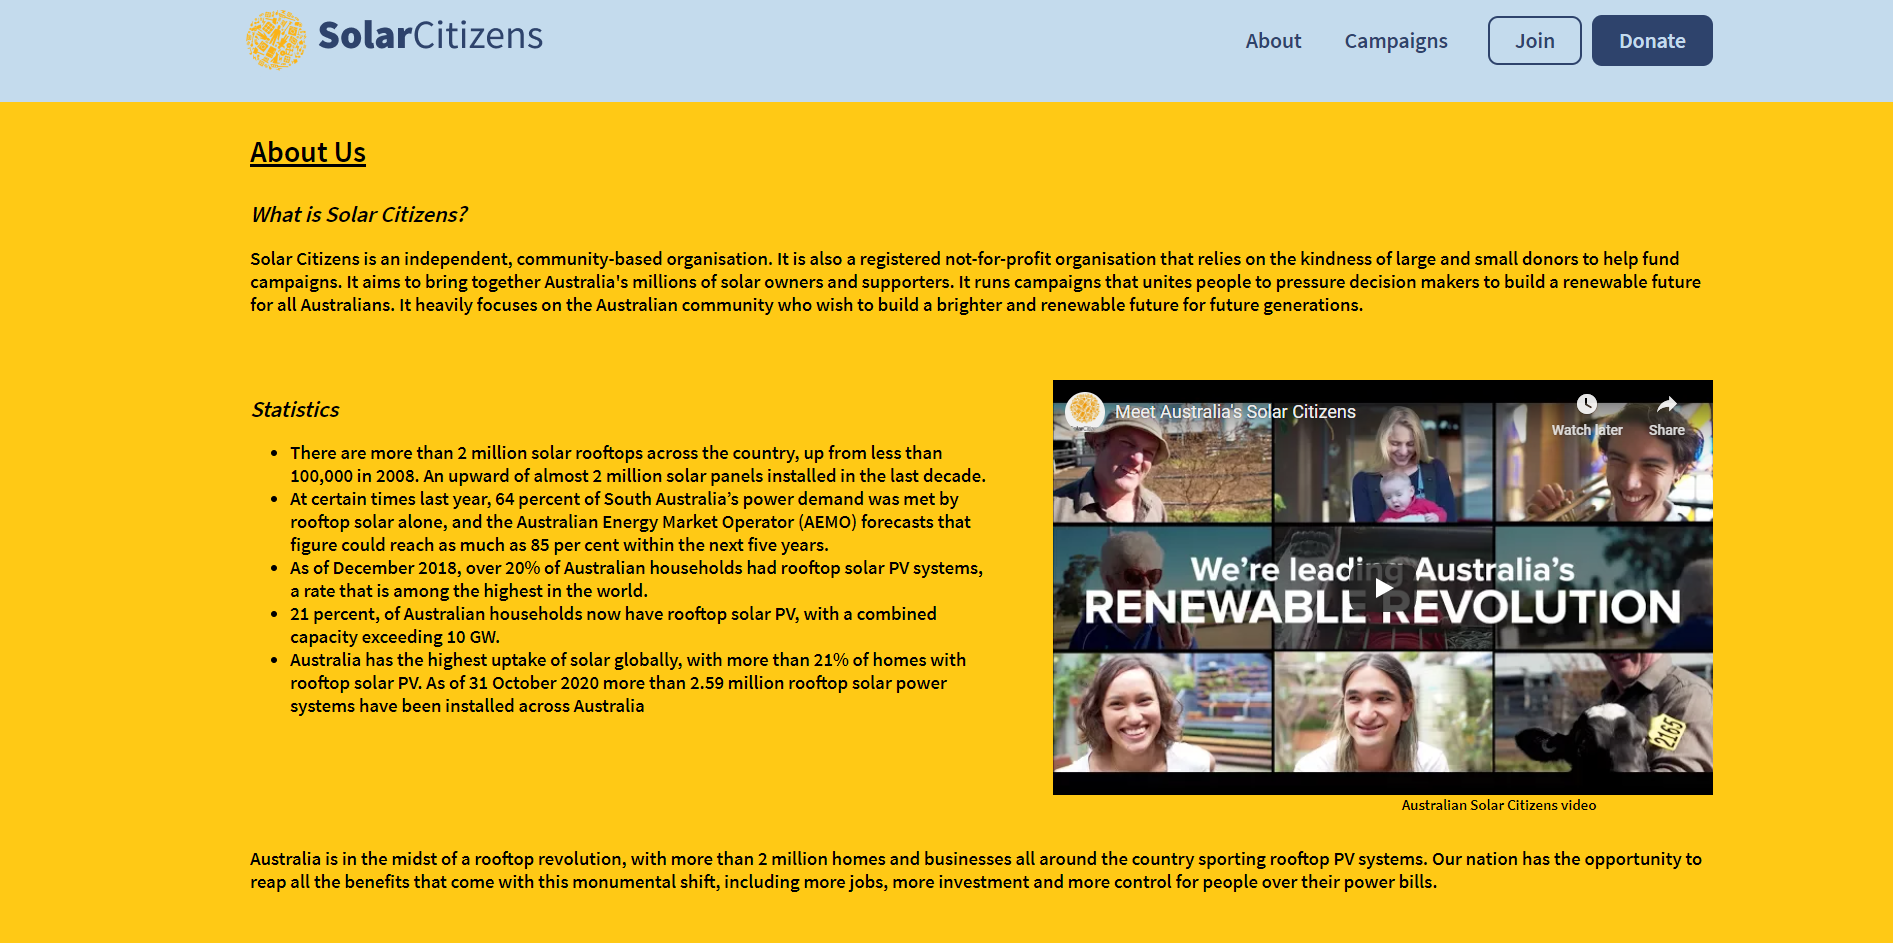 SolarCitizens
About
Campaigns
Join
Donate
About Us
What is Solar Citizens?
Solar Citizens is an independent, community-based organisation. It is also a registered not-for-profit organisation that relies on the kindness of large and small donors to help fund
campaigns. It aims to bring together Australia's millions of solar owners and supporters. It runs campaigns that unites people to pressure decision makers to build a renewable future
for all Australians. It heavily focuses on the Australian community who wish to build a brighter and renewable future for future generations.
Statistics
• There are more than 2 million solar rooftops across the country, up from less than
100,000 in 2008. An upward of almost 2 million solar panels installed in the last decade.
• At certain times last year, 64 percent of South Australia’s power demand was met by
rooftop solar alone, and the Australian Energy Market Operator (AEMO) forecasts that
figure could reach as much as 85 per cent within the next five years.
• As of December 2018, over 20% of Australian households had rooftop solar PV systems,
a rate that is among the highest in the world.
• 21 percent, of Australian households now have rooftop solar PV, with a combined
capacity exceeding 10 GW.
• Australia has the highest uptake of solar globally, with more than 21% of homes with
rooftop solar PV. As of 31 October 2020 more than 2.59 million rooftop solar power
systems have been installed across Australia
Meet Australia's Solar Citizens
Watch later
Share
We’re leading Australia’s
RENEWABLE REVOLUTION
2165
Australian Solar Citizens video
Australia is in the midst of a rooftop revolution, with more than 2 million homes and businesses all around the country sporting rooftop PV systems. Our nation has the opportunity to
reap all the benefits that come with this monumental shift, including more jobs, more investment and more control for people over their power bills.